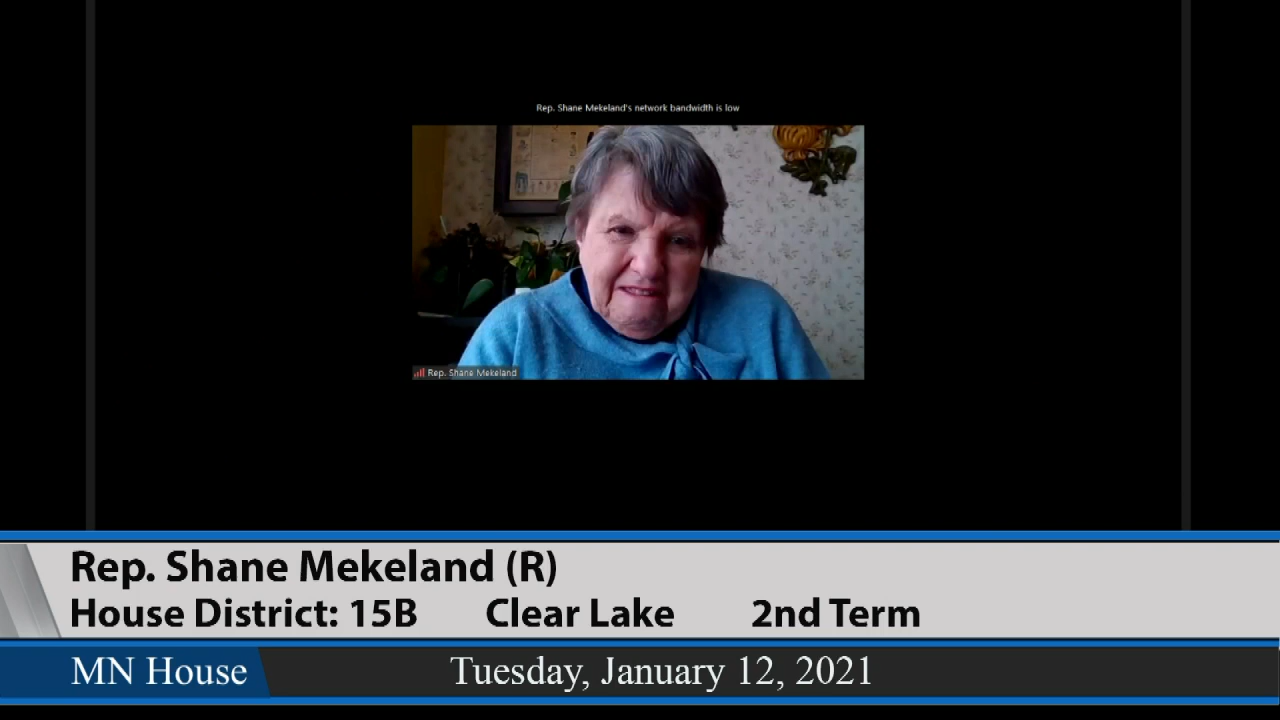 Rep. Shane Mekeland's network bandwidth is low
Rep. Shane Mekeland
Rep. Shane Mekeland (R)
House District: 15B Clear Lake 2nd Term
MN House Tuesday, January 12, 2021